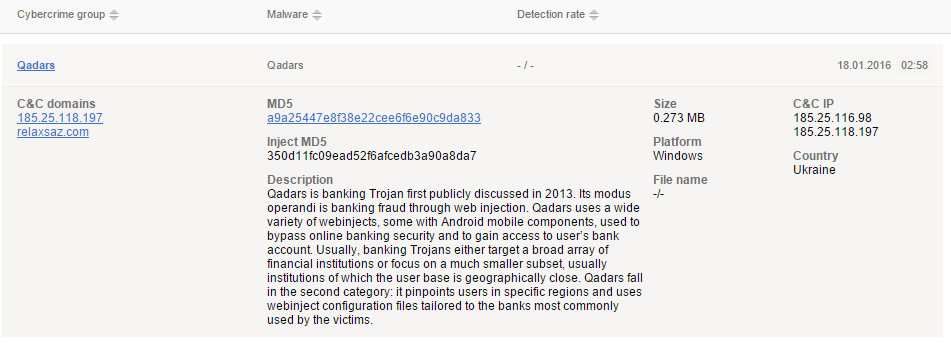 Cybercrime group Malware Detection rate
Qadars Qadars - / - 18.01.2016 02:58
C&C domains
185.25.118.197
relaxsaz.com
MD5
a9a25447e8f38e22cee6f6e90c9da833
Inject MD5
350d11fc09ead52f6afcedb3a90a8da7
Description
Qadars is banking Trojan first publicly discussed in 2013. Its modus
operandi is banking fraud through web injection. Qadars uses a wide
variety of webinjects, some with Android mobile components, used to
bypass online banking security and to gain access to user's bank
account. Usually, banking Trojans either target a broad array of
financial institutions or focus on a much smaller subset, usually
institutions of which the user base is geographically close. Qadars fall
in the second category: it pinpoints users in specific regions and uses
webinject configuration files tailored to the banks most commonly
used by the victims.
Size
0.273 MB
Platform
Windows
File name
-/-
C&C IP
185.25.116.98
185.25.118.197
Country
Ukraine